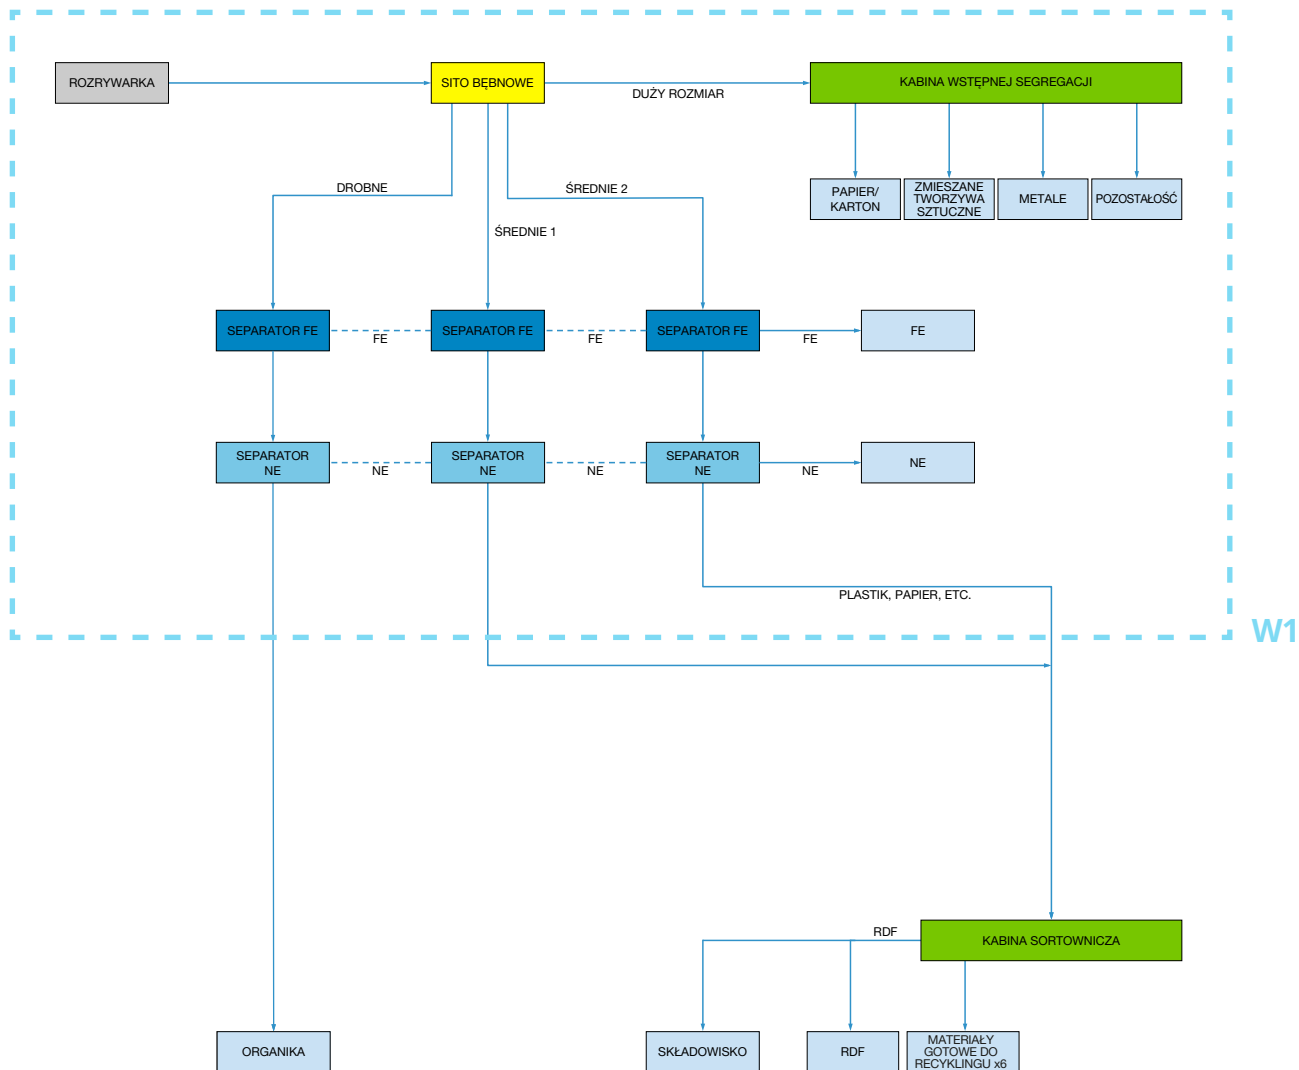 ROZRYWARKA
SITO BĘBNOWE
DUŻY ROZMIAR
KABINA WSTĘPNEJ SEGREGACJI
PAPIER/
KARTON
ZMIESZANE
TWORZYWA
SZTUCZNE
METALE
POZOSTAŁOŚĆ
DROBNE
ŚREDNIE 2
ŚREDNIE 1
SEPARATOR FE
FE
SEPARATOR FE
FE
SEPARATOR FE
FE
FE
SEPARATOR
NE
NE
SEPARATOR
NE
NE
SEPARATOR
NE
NE
NE
PLASTIK, PAPIER, ETC.
W1
RDF
KABINA SORTOWNICZA
ORGANIKA
SKŁADOWISKO
RDF
MATERIAŁY
GOTOWE DO
RECYKLINGU x6